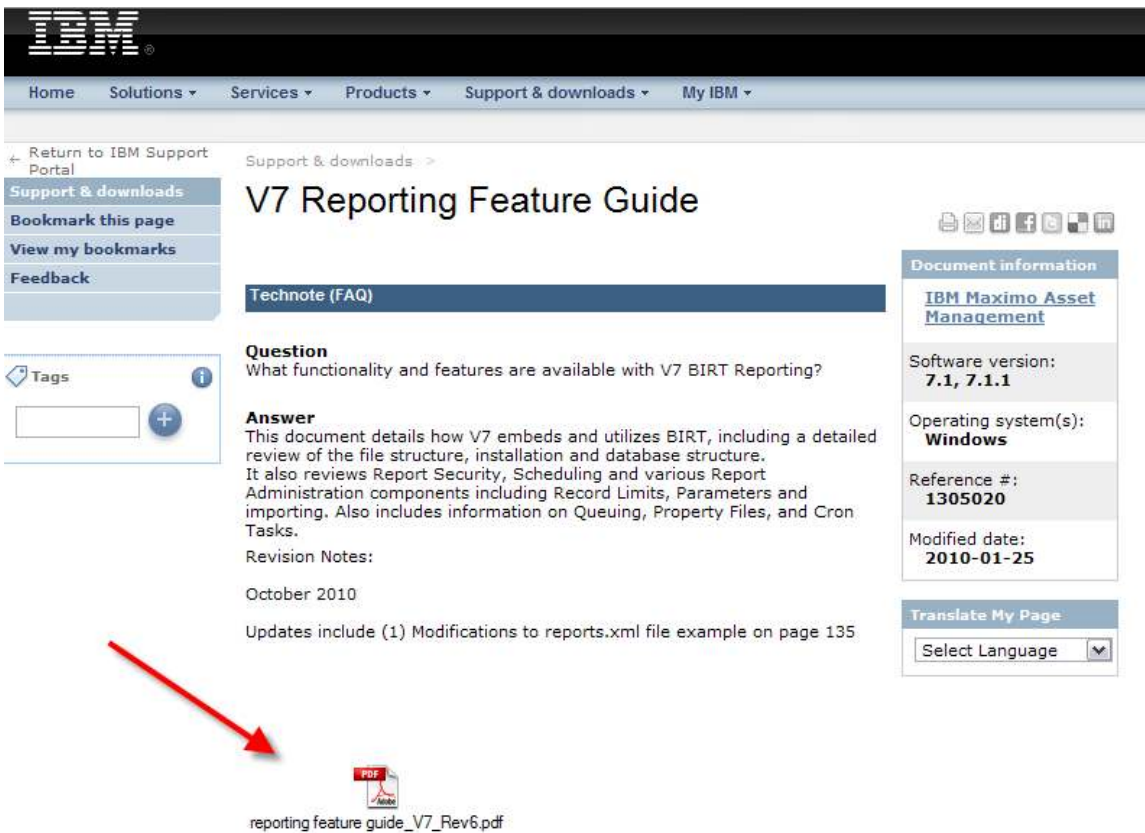 IBM®
Home Solutions Services Products Support & downloads My IBM
← Return to IBM Support
Portal
Support & downloads
Bookmark this page
View my bookmarks
Feedback
Tags
i
+
Support & downloads >
V7 Reporting Feature Guide
Technote (FAQ)
Question
What functionality and features are available with V7 BIRT Reporting?
Answer
This document details how V7 embeds and utilizes BIRT, including a detailed
review of the file structure, installation and database structure.
It also reviews Report Security, Scheduling and various Report
Administration components including Record Limits, Parameters and
importing. Also includes information on Queuing, Property Files, and Cron
Tasks.
Revision Notes:
October 2010
Updates include (1) Modifications to reports.xml file example on page 135
PDF
Adobe
reporting feature guide_V7_Rev6.pdf
di f t in
Document information
IBM Maximo Asset
Management
Software version:
7.1, 7.1.1
Operating system(s):
Windows
Reference #:
1305020
Modified date:
2010-01-25
Translate My Page
Select Language